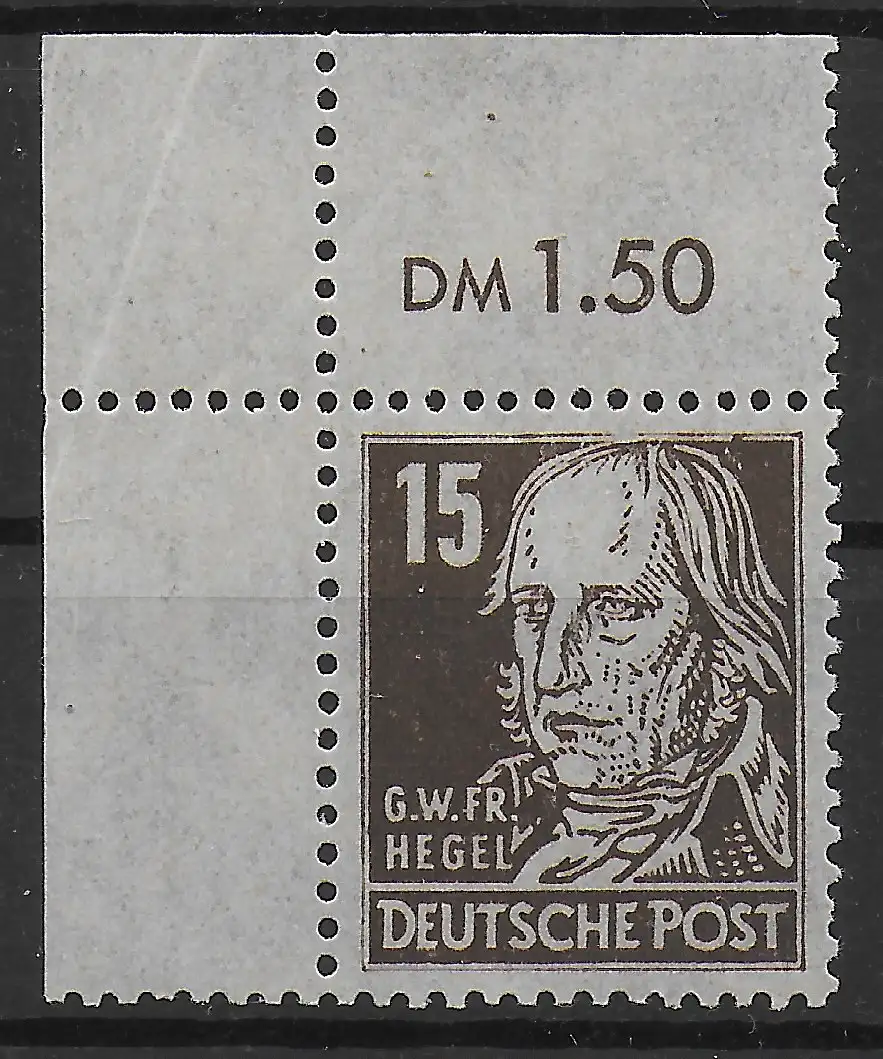 DM 1.50
15
G.W.FR.
HEGEL
DEUTSCHE POST